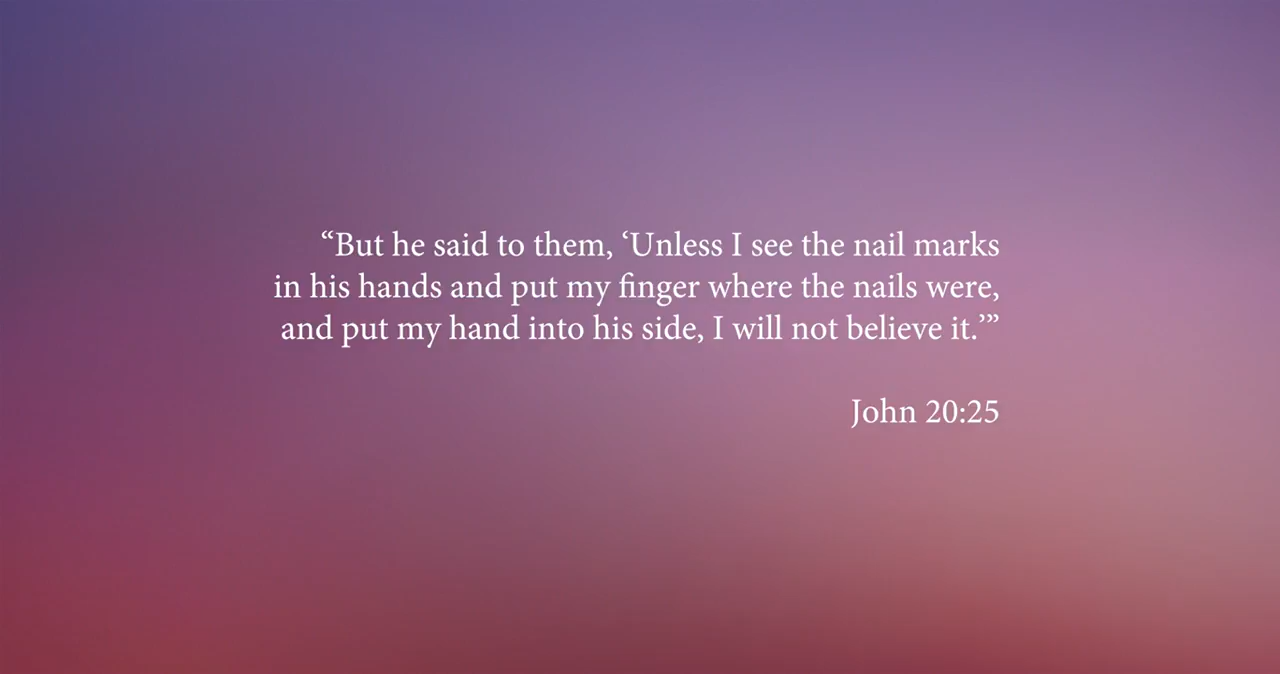 “But he said to them, ‘Unless I see the nail marks
in his hands and put my finger where the nails were,
and put my hand into his side, I will not believe it.’”
John 20:25